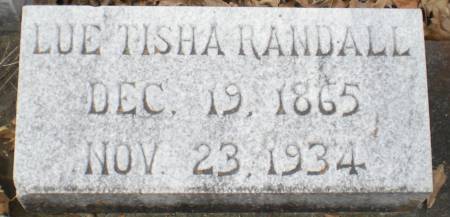 LUE TISHA RANDALL
DEC. 19, 1865
NOV. 23, 1934